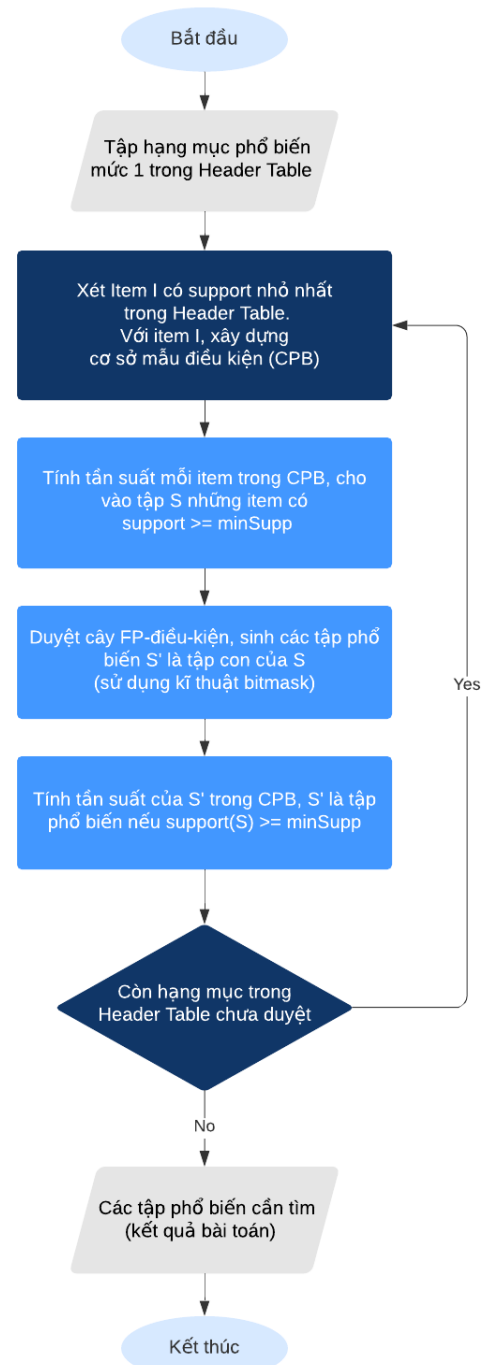 Bắt đầu
Tập hạng mục phổ biến
mức 1 trong Header Table
Xét Item I có support nhỏ nhất
trong Header Table.
Với item I, xây dựng
cơ sở mẫu điều kiện (CPB)
Tính tần suất mỗi item trong CPB, cho
vào tập S những item có
support >= minSupp
Duyệt cây FP-điều-kiện, sinh các tập phổ
biến S' là tập con của S
(sử dụng kĩ thuật bitmask)
Yes
Tính tần suất của S' trong CPB, S' là tập
phổ biến nếu support(S) >= minSupp
Còn hạng mục trong
Header Table chưa duyệt
No
Các tập phổ biến cần tìm
(kết quả bài toán)
Kết thúc